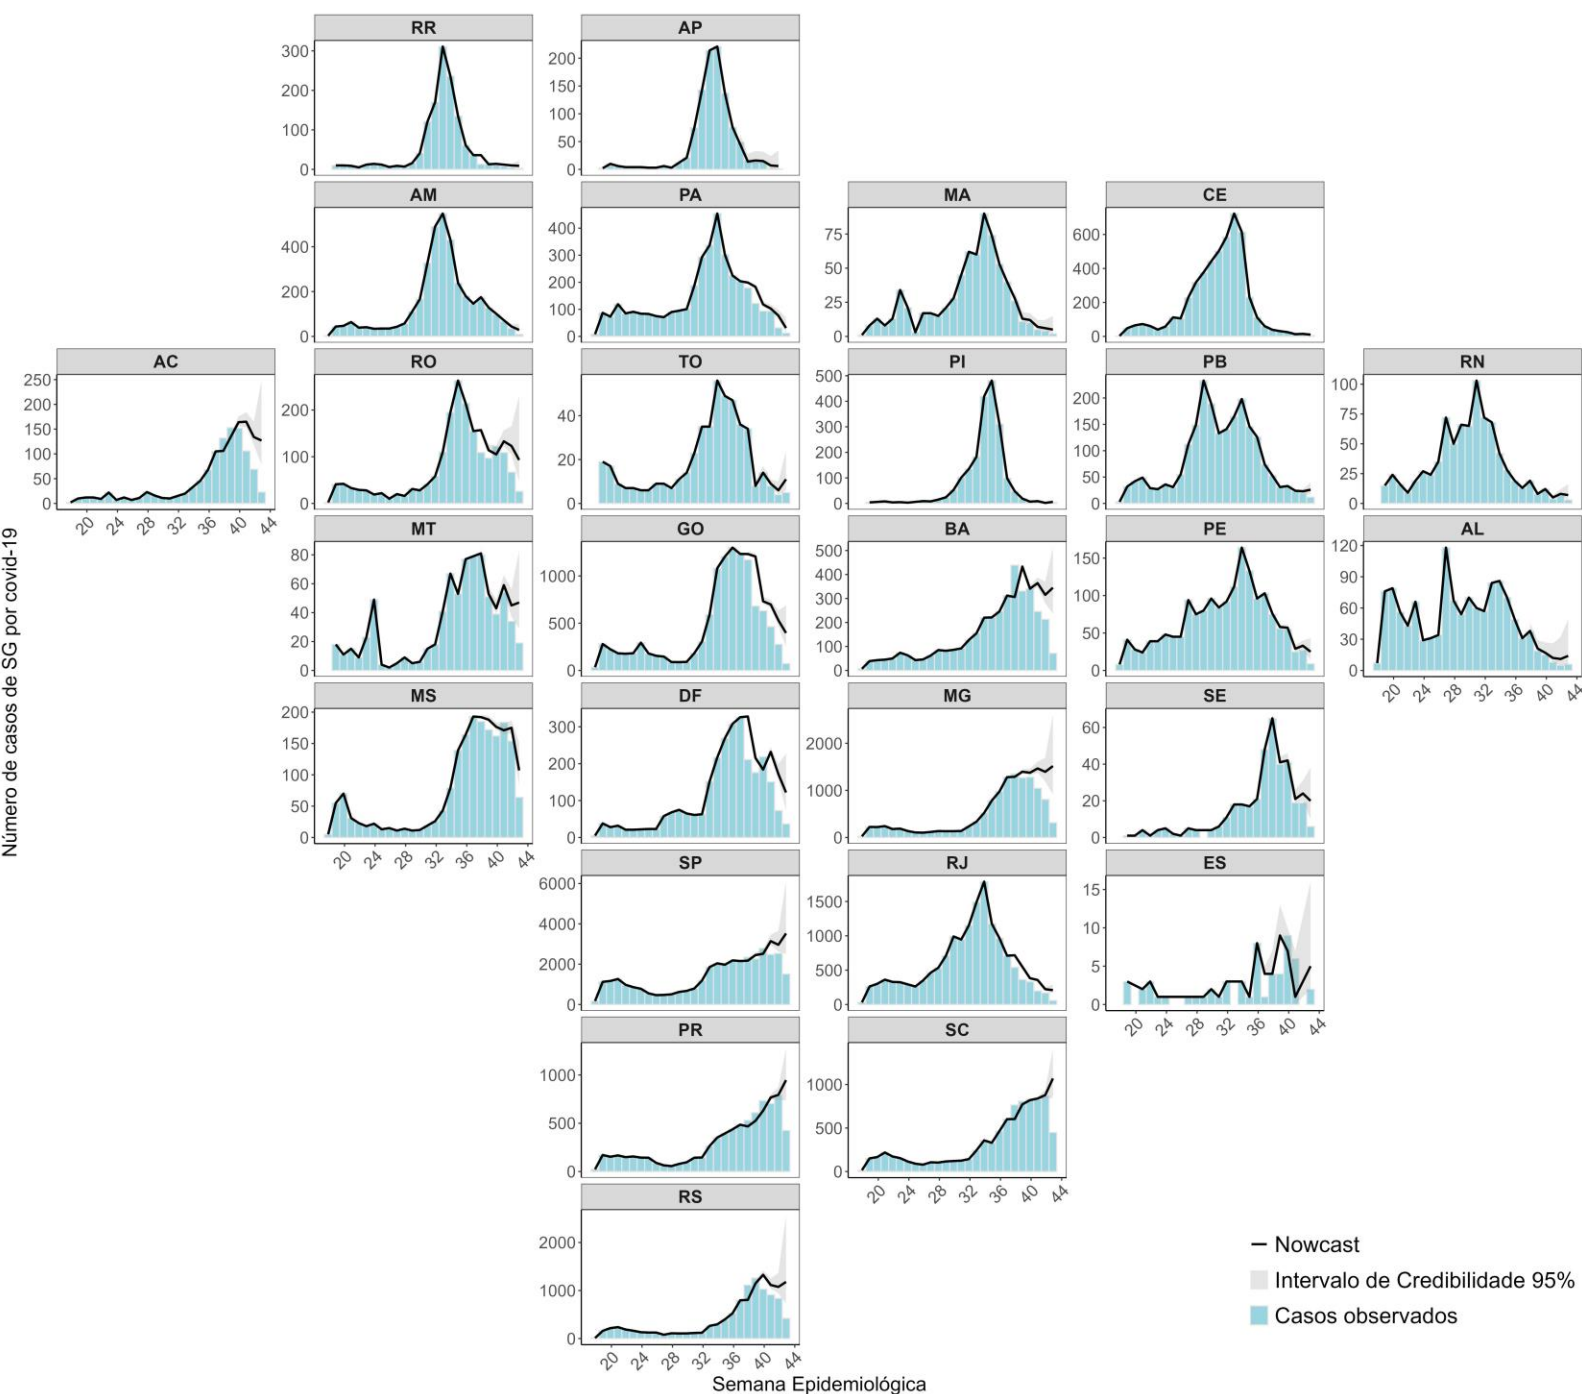 RR
AP
300
200
100
0
200
150
100
50
0
AM
PA
MA
CE
400
200
0
400
300
200
100
0
75
50
25
0
600
400
200
0
AC
RO
TO
PI
PB
RN
250
200
150
100
50
0
200
100
0
40
20
0
500
400
300
200
100
0
200
150
100
50
0
100
75
50
25
0
20 24 28 32 36 40 44
MT
GO
BA
PE
AL
80
60
40
20
0
1000
500
0
500
400
300
200
100
0
150
100
50
0
120
90
60
30
0
20 24 28 32 36 40 44
Número de casos de SG por covid-19
MS
DF
MG
SE
200
150
100
50
0
300
200
100
0
2000
1000
0
60
40
20
0
20 24 28 32 36 40 44
SP
RJ
ES
6000
4000
2000
0
1500
1000
500
0
15
10
5
0
20 24 28 32 36 40 44
PR
SC
1000
500
0
1000
500
0
20 24 28 32 36 40 44
RS
2000
1000
0
20 24 28 32 36 40 44
Semana Epidemiológica
Nowcast
Intervalo de Credibilidade 95%
Casos observados